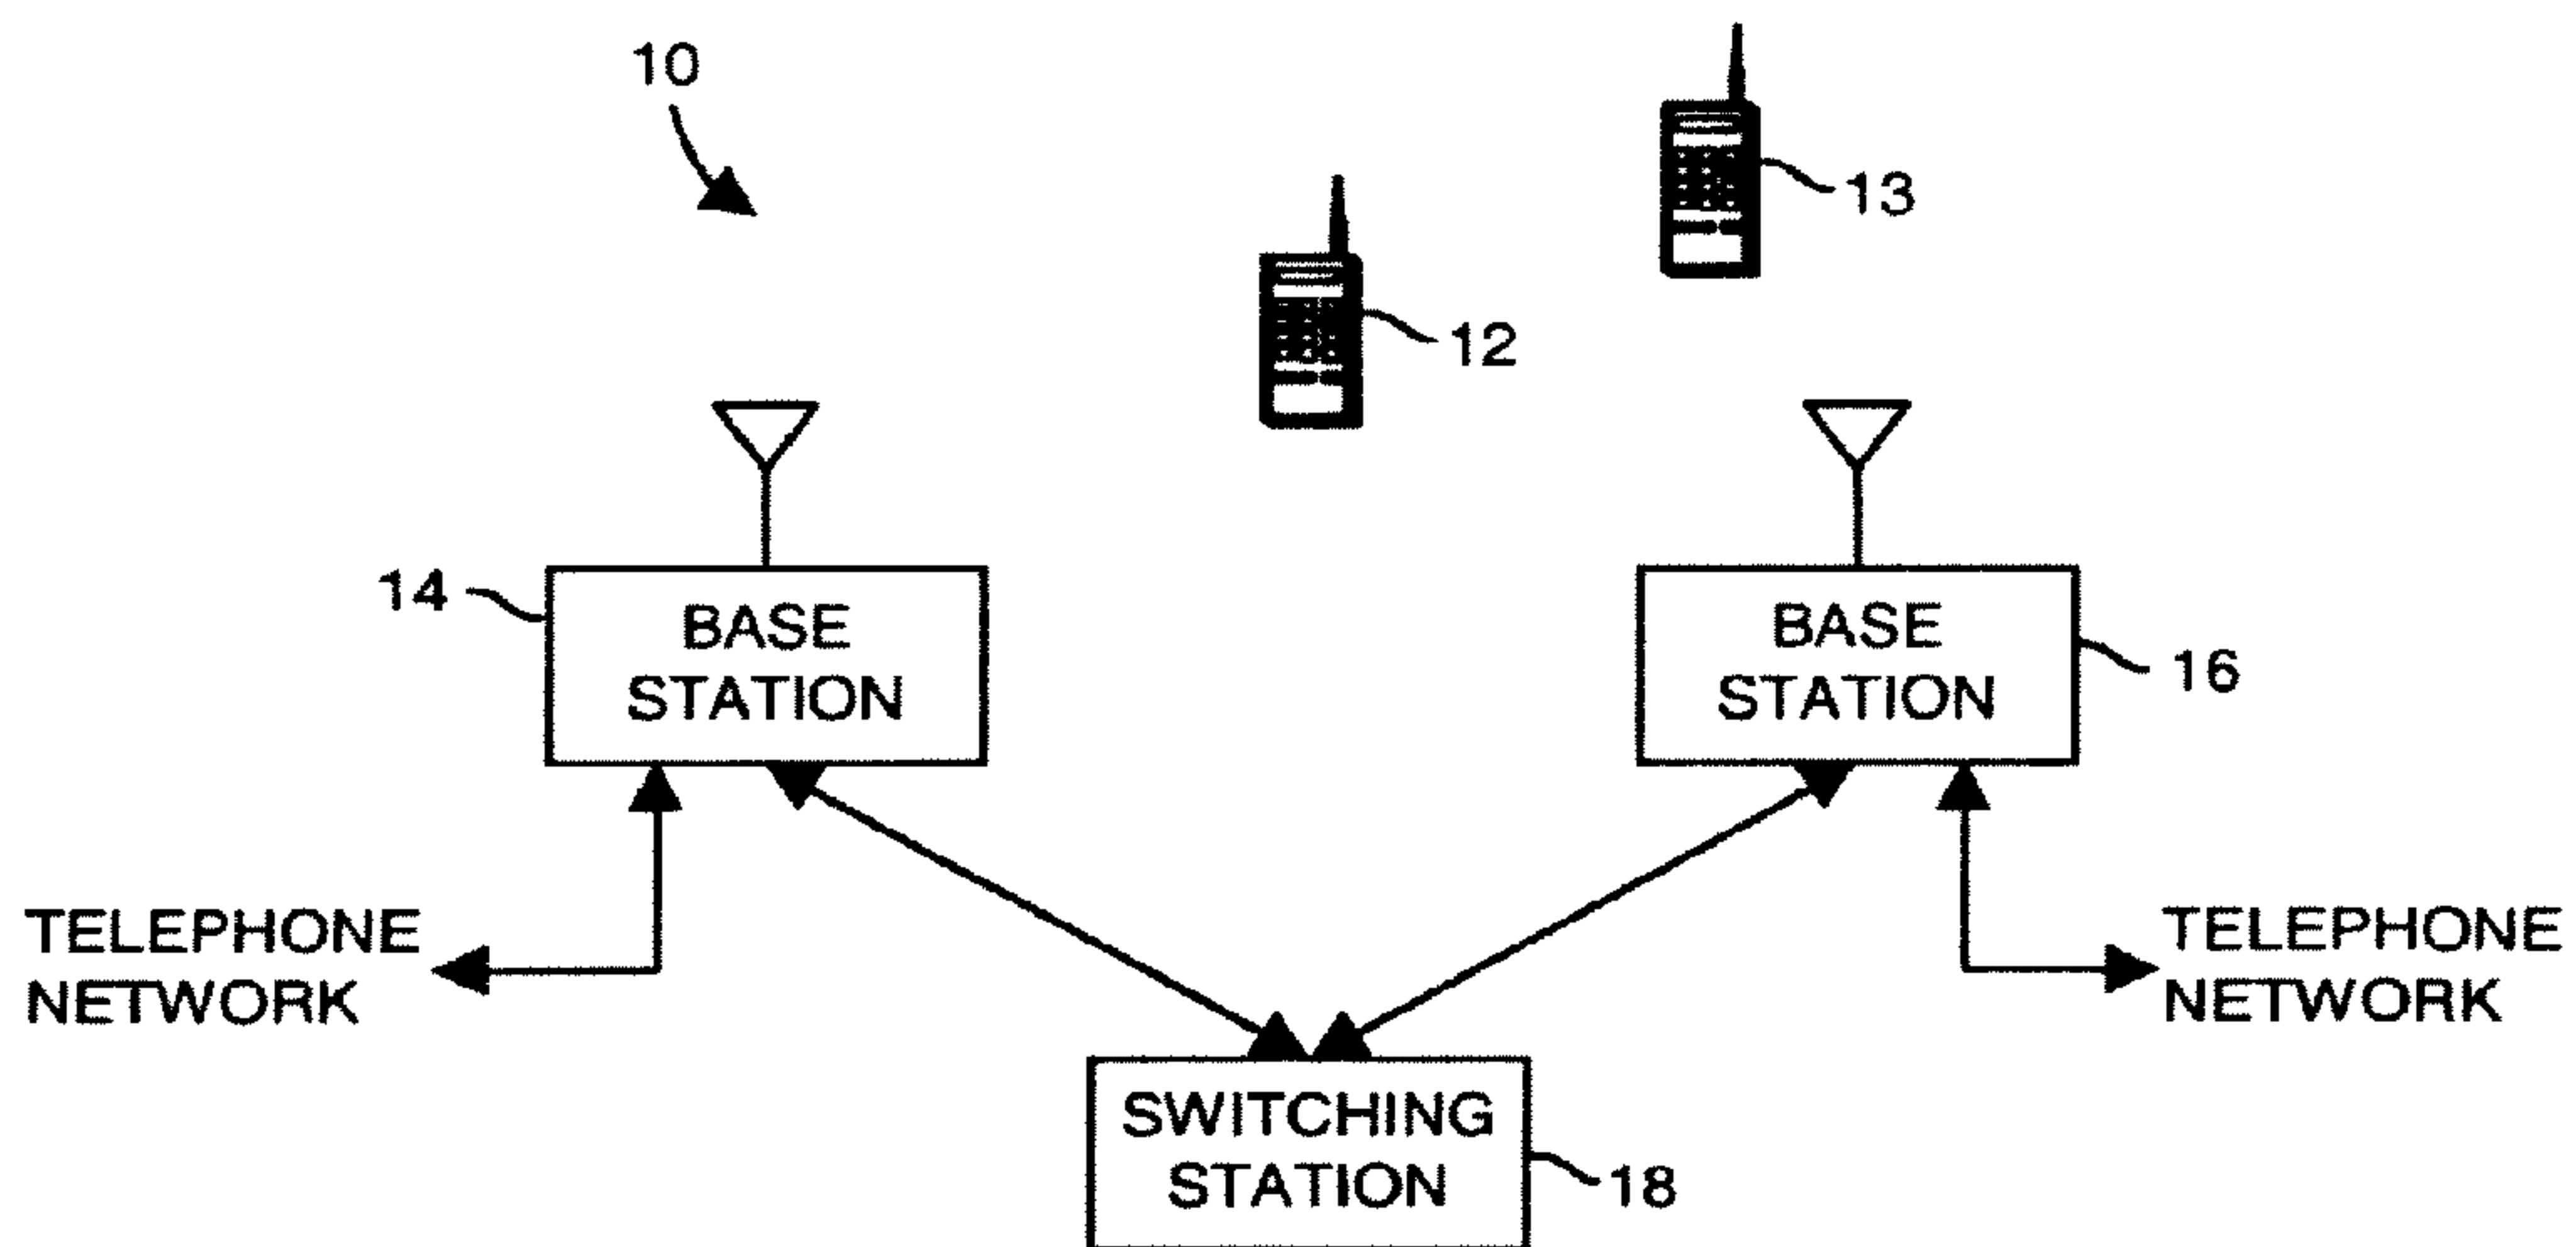 10
13
12
14
BASE
STATION
BASE
STATION
16
TELEPHONE
NETWORK
TELEPHONE
NETWORK
SWITCHING
STATION
18